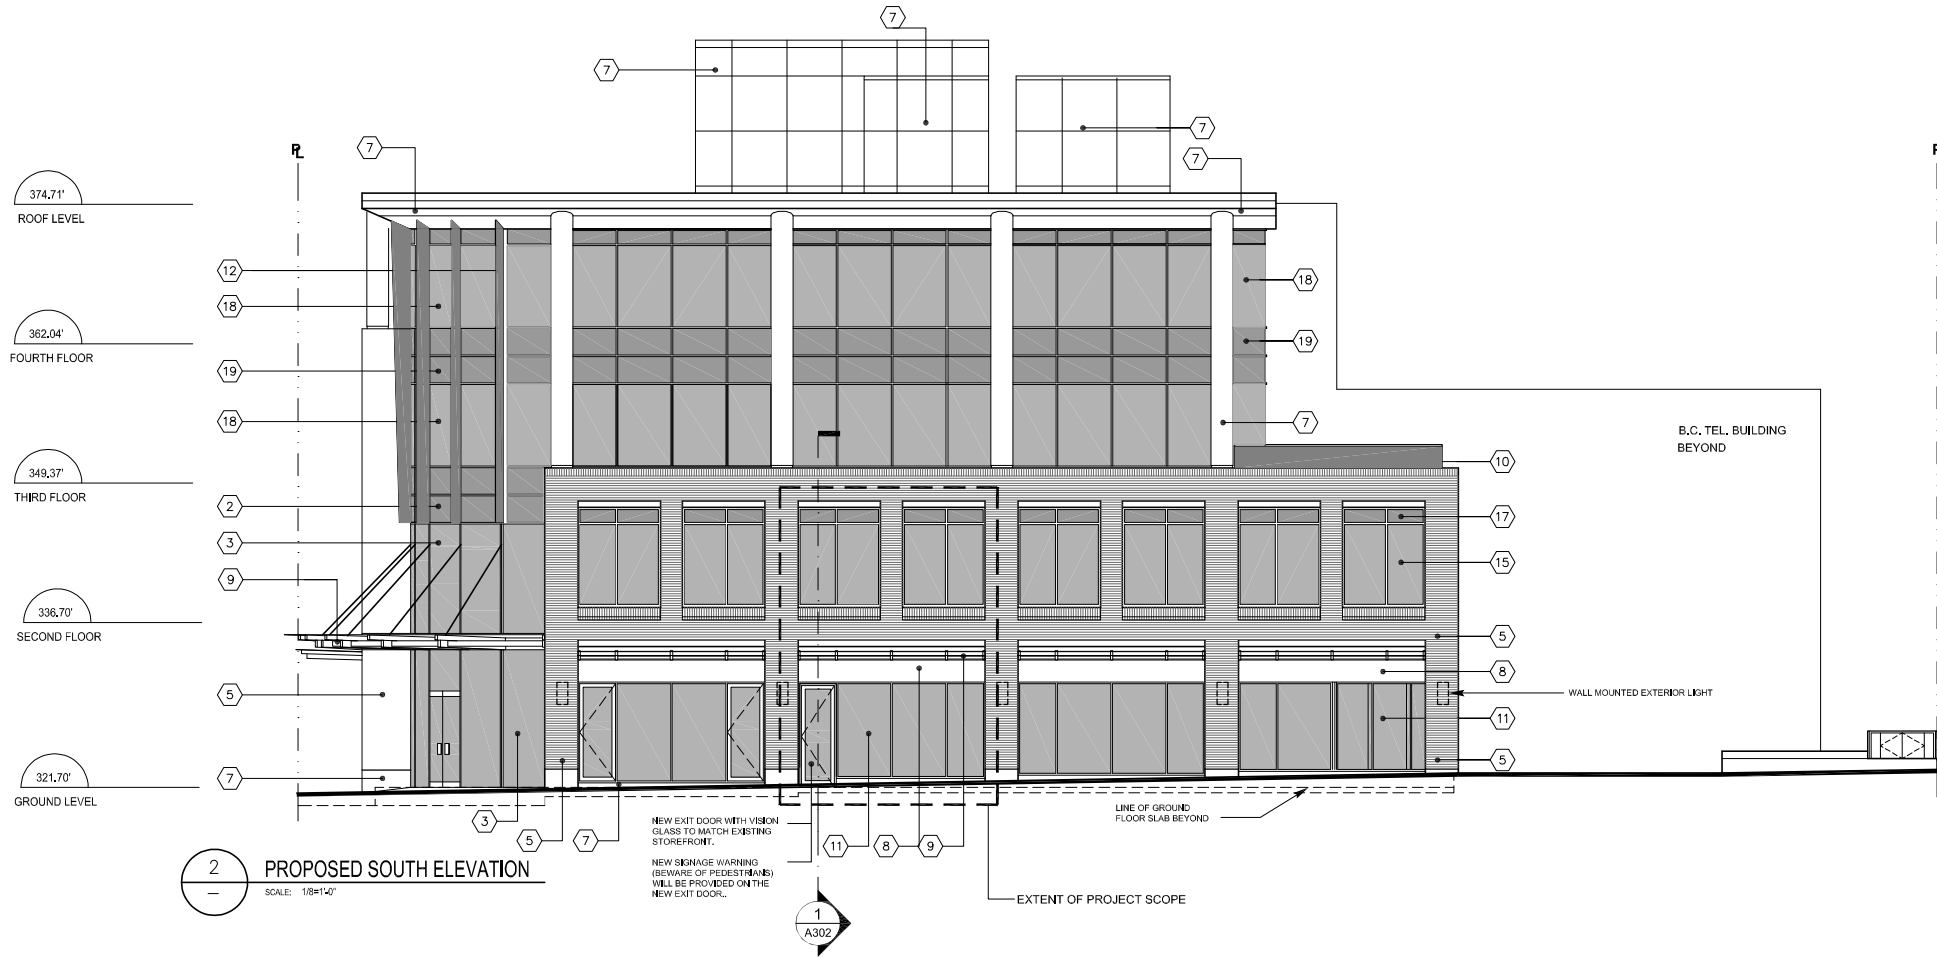 7
7
7
7
7
PL
374.71'
ROOF LEVEL
12
18
18
362.04'
FOURTH FLOOR
19
19
18
7
B.C. TEL. BUILDING
BEYOND
349.37'
THIRD FLOOR
10
2
17
3
15
9
336.70'
SECOND FLOOR
5
8
5
WALL MOUNTED EXTERIOR LIGHT
11
321.70'
GROUND LEVEL
7
5
3
5
7
NEW EXIT DOOR WITH VISION
GLASS TO MATCH EXISTING
STOREFRONT.
NEW SIGNAGE WARNING
(BEWARE OF PEDESTRIANS)
WILL BE PROVIDED ON THE
NEW EXIT DOOR..
11
8
9
LINE OF GROUND
FLOOR SLAB BEYOND
2
–
PROPOSED SOUTH ELEVATION
SCALE: 1/8=1'-0"
EXTENT OF PROJECT SCOPE
1
A302